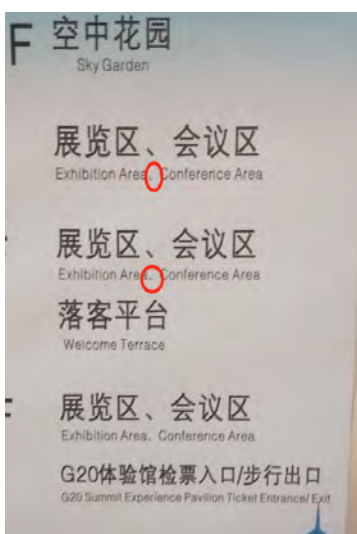 F 空中花园
Sky Garden
展览区、会议区
Exhibition Area、Conference Area
展览区、会议区
Exhibition Area、Conference Area
落客平台
Welcome Terrace
展览区、会议区
Exhibition Area、Conference Area
G20体验馆检票入口/步行出口
G20 Summit Experience Pavilion Ticket Entrance/ Exit